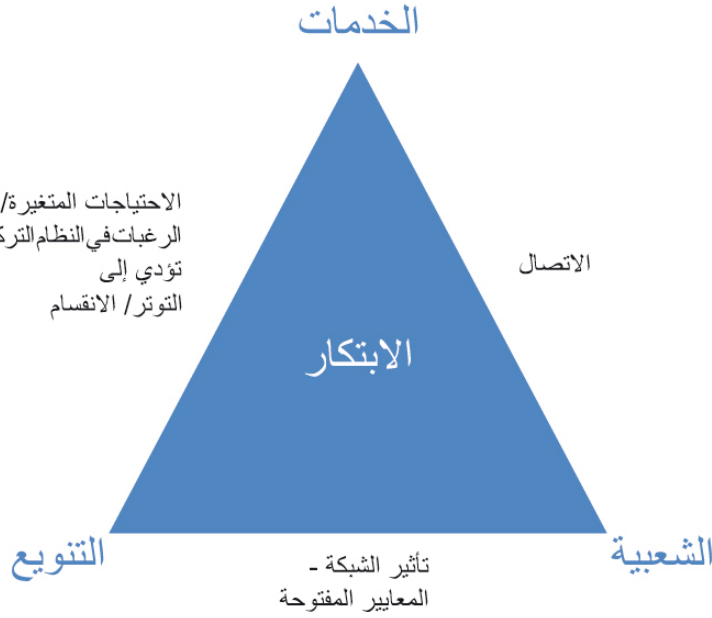 الخدمات
الاحتياجات المتغيرة/
الرغبات في النظام
تؤدي إلى
التوتر/ الانقسام
الاتصال
الابتكار
التنويع
الشعبية
تأثير الشبكة -
المعايير المفتوحة